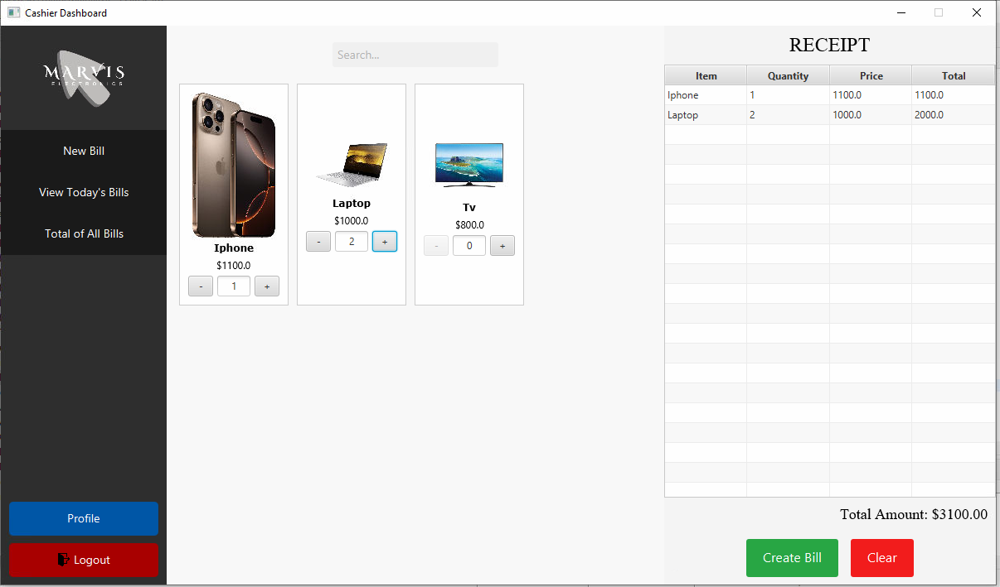 Cashier Dashboard
MARVIS
ELECTRONICS
New Bill
View Today's Bills
Total of All Bills
Profile
Logout
Search...
Iphone
$1100.0
- 1 +
Laptop
$1000.0
- 2 +
Tv
$800.0
- 0 +
RECEIPT
Item Quantity Price Total
Iphone 1 1100.0 1100.0
Laptop 2 1000.0 2000.0
Total Amount: $3100.00
Create Bill Clear